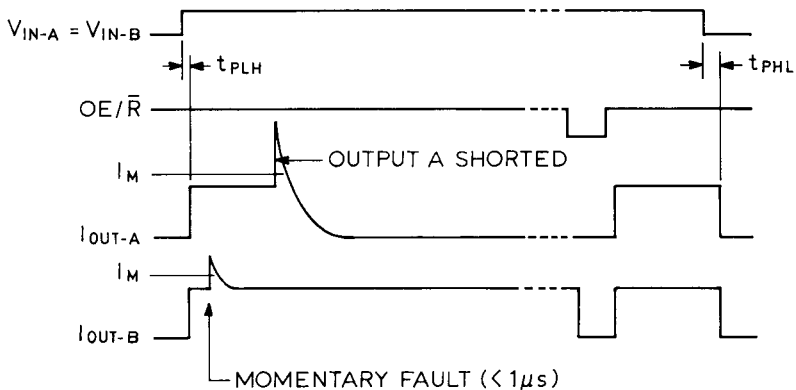 VIN-A = VIN-B
tPLH
tPHL
OE/R̅
OUTPUT A SHORTED
IM
IOUT-A
IM
IOUT-B
MOMENTARY FAULT (<1μs)